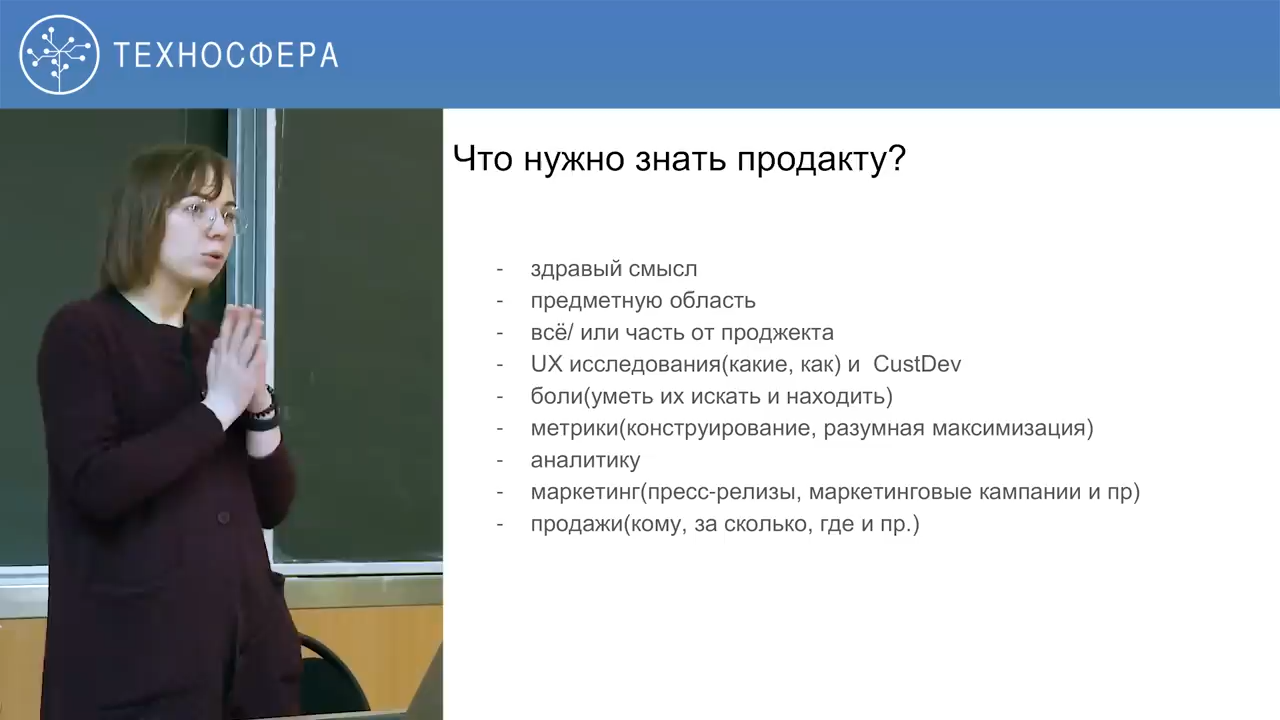 ТЕХНОСФЕРА
Что нужно знать продакту?
- здравый смысл
- предметную область
- всё/ или часть от проджекта
- UX исследования(какие, как) и  CustDev
- боли(уметь их искать и находить)
- метрики(конструирование, разумная максимизация)
- аналитику
- маркетинг(пресс-релизы, маркетинговые кампании и пр)
- продажи(кому, за сколько, где и пр.)